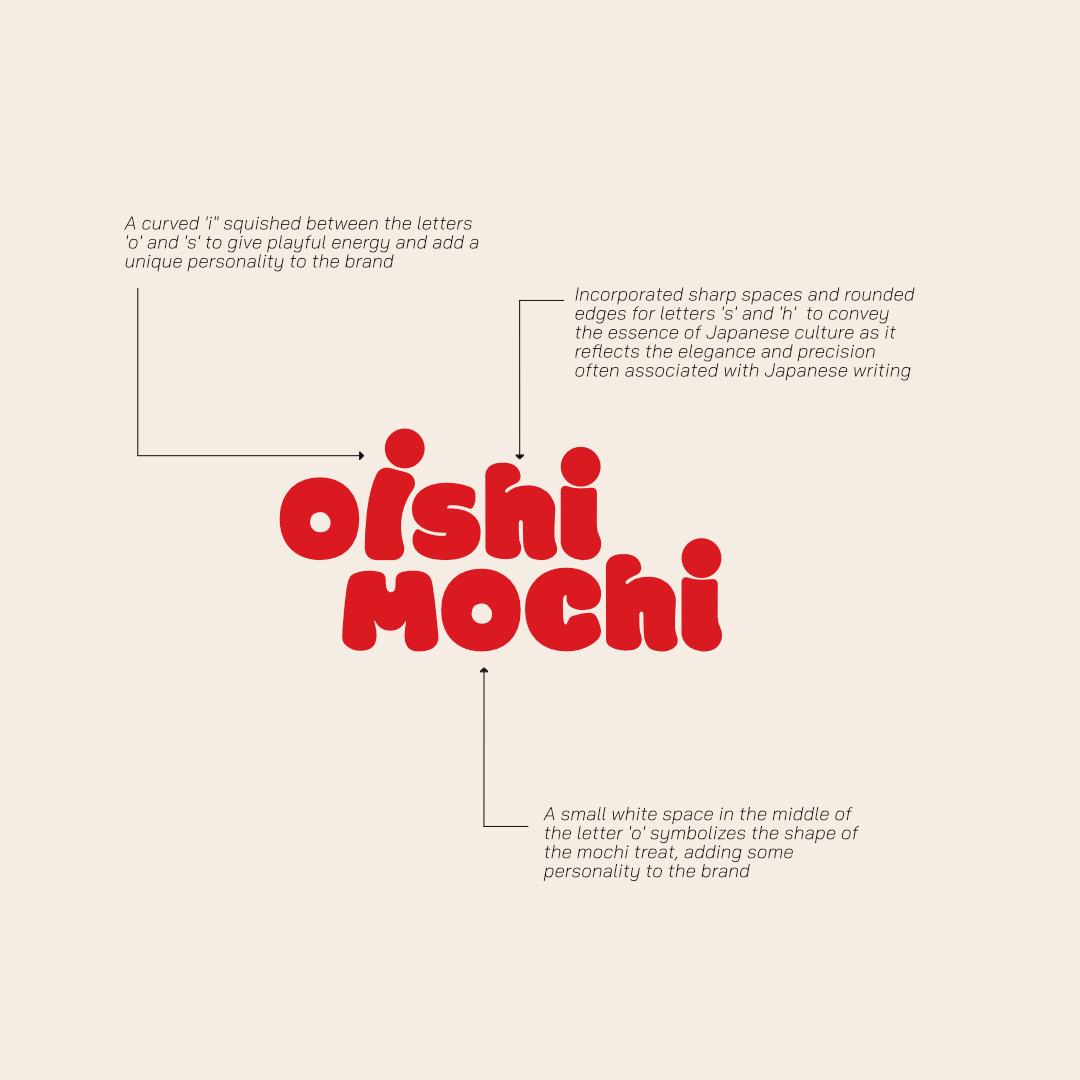 A curved 'i" squished between the letters
'o' and 's' to give playful energy and add a
unique personality to the brand
Incorporated sharp spaces and rounded
edges for letters 's' and 'h'  to convey
the essence of Japanese culture as it
reflects the elegance and precision
often associated with Japanese writing
oishi
mochi
A small white space in the middle of
the letter 'o' symbolizes the shape of
the mochi treat, adding some
personality to the brand